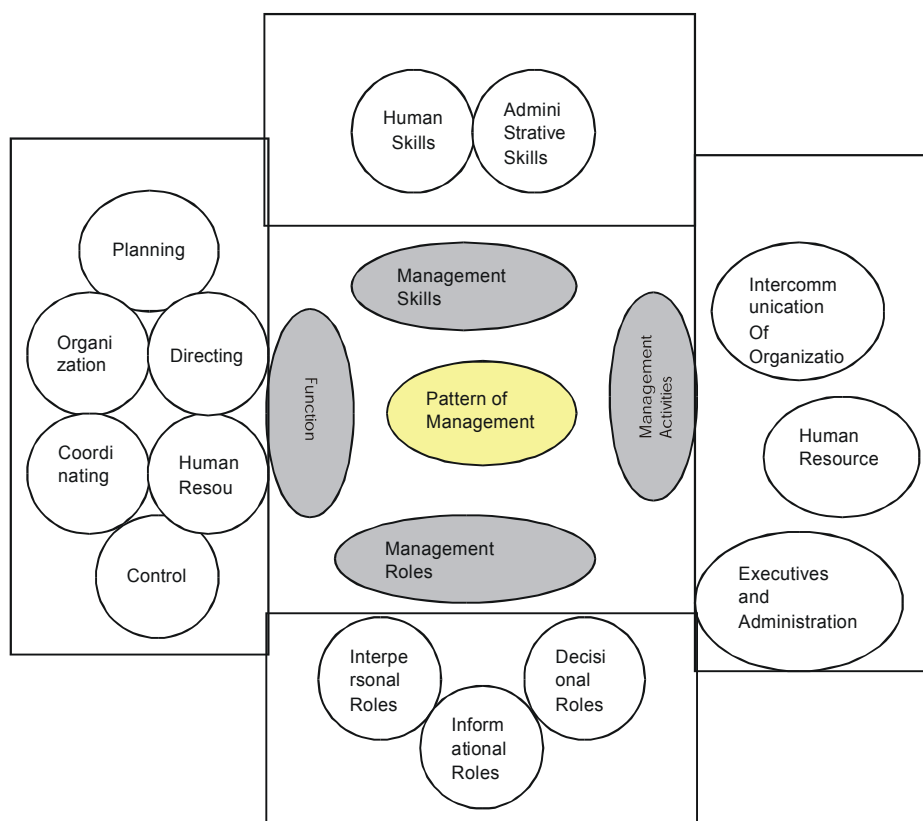 Human
Skills
Admini
Strative
Skills
Planning
Organi
zation
Directing
Coordi
nating
Human
Resou
Control
Management
Skills
Function
Pattern of
Management
Management
Activities
Management
Roles
Intercomm
unication
Of
Organizatio
Human
Resource
Executives
and
Administration
Interpe
rsonal
Roles
Inform
ational
Roles
Decisi
onal
Roles